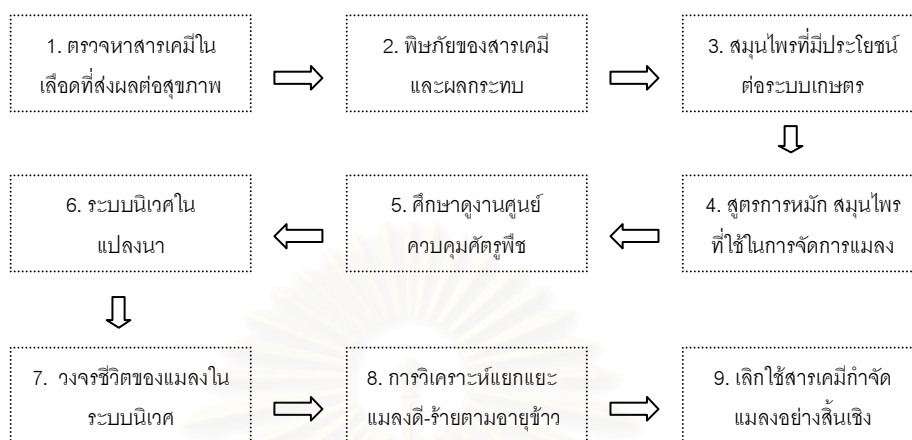 1. ตรวจหาสารเคมีใน
เลือดที่ส่งผลต่อสุขภาพ
2. พิษภัยของสารเคมี
และผลกระทบ
3. สมุนไพรที่มีประโยชน์
ต่อระบบเกษตร
4. สูตรการหมัก สมุนไพร
ที่ใช้ในการจัดการแมลง
5. ศึกษาดูงานศูนย์
ควบคุมศัตรูพืช
6. ระบบนิเวศใน
แปลงนา
7. วงจรชีวิตของแมลงใน
ระบบนิเวศ
8. การวิเคราะห์แยกแยะ
แมลงดี-ร้ายตามอายุข้าว
9. เลิกใช้สารเคมีกำจัด
แมลงอย่างสิ้นเชิง